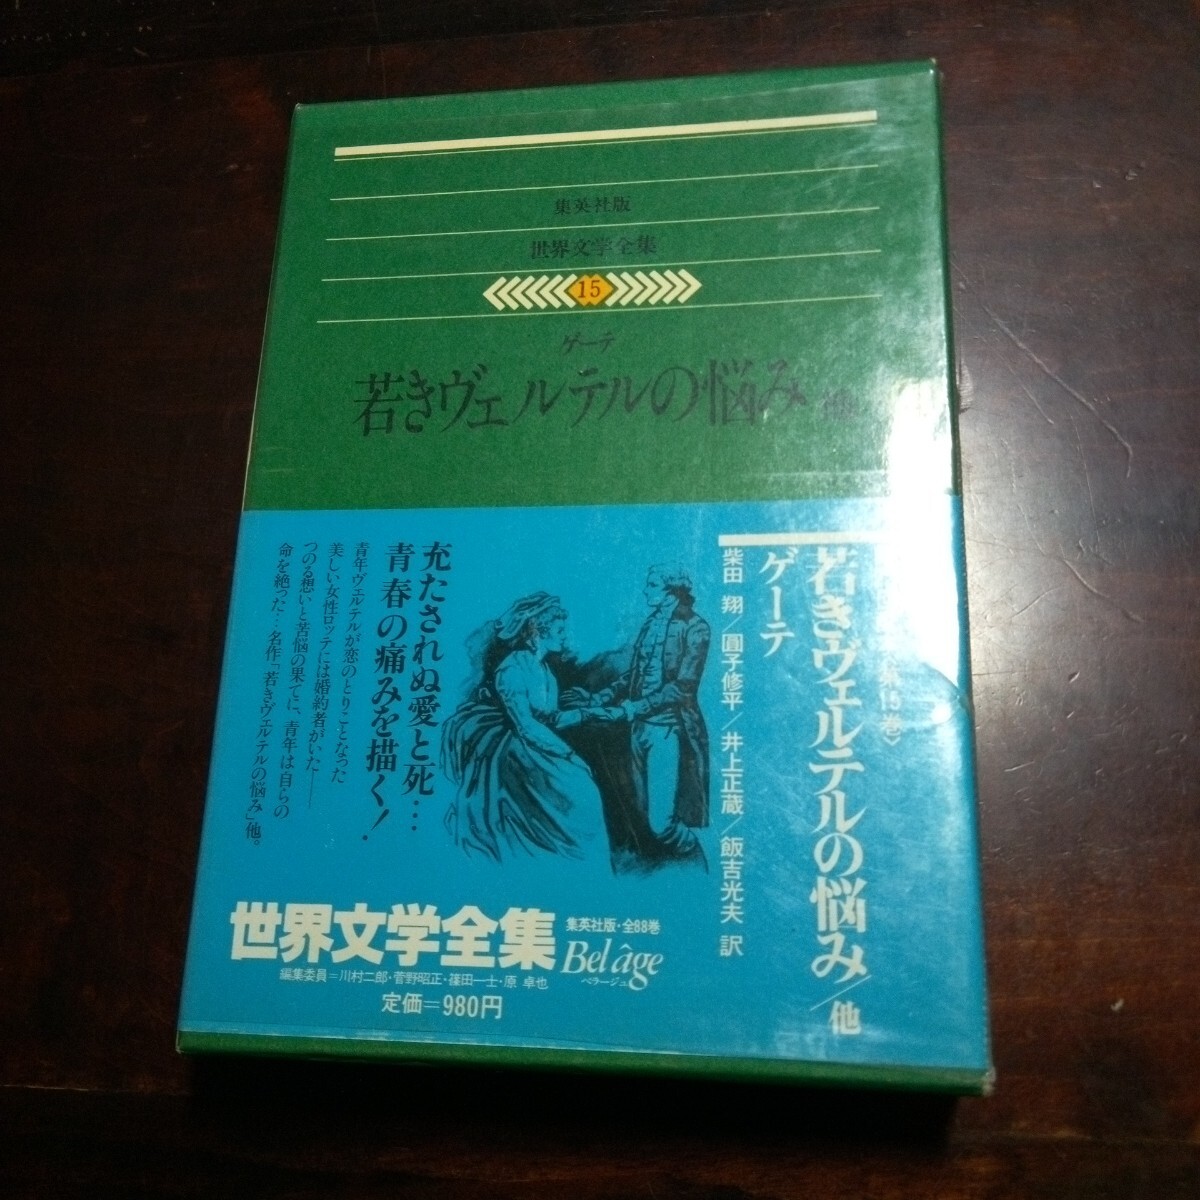 集英社版
世界文学全集
15
ゲーテ
若きヴェルテルの悩み 他
第15巻〉
若きヴェルテルの悩み/他
ゲーテ
柴田 翔/圓子修平/井上正蔵/飯吉光夫 訳
充たされぬ愛と死…
青春の痛みを描く!
青年ヴェルテルが恋のとりことなった
美しい女性ロッテには婚約者がいた――
つのる想いと苦悩の果てに、青年は自らの
命を絶った…名作「若きヴェルテルの悩み」他。
世界文学全集
集英社版・全88巻
Bel âge
ベラージュ
編集委員=川村二郎・菅野昭正・篠田一士・原 卓也
定価=980円